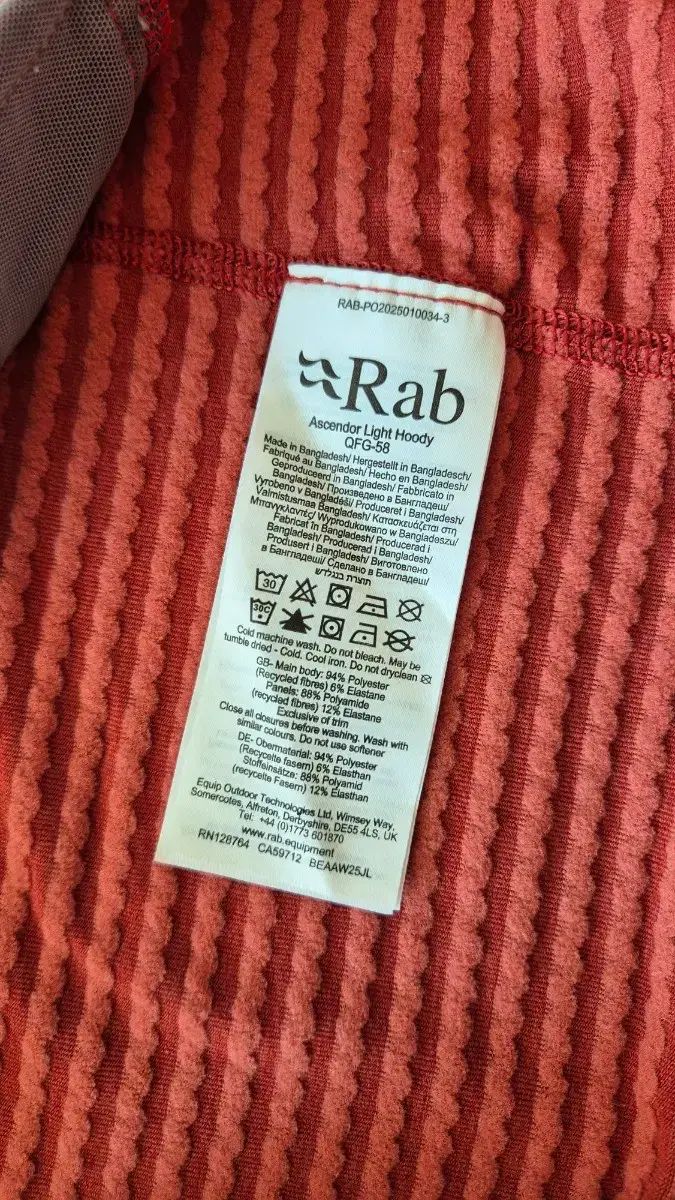 RAB-PO2025010034-3
Rab
Ascendor Light Hoody
QFG-58
Made in Bangladesh/ Hergestellt in Bangladesch/
Fabriqué au Bangladesh/ Hecho en Bangladesh/
Geproduceerd in Bangladesh/ Fabbricato in
Bangladesh/ Произведено в Бангладеш/
Vyrobeno v Bangladéši/ Produceret i Bangladesh/
Valmistusmaa Bangladesh/ Κατασκευάζεται στη
Μπανγκλαντές/ Wyprodukowano w Bangladeszu/
Fabricat în Bangladesh/ Producerad i
Bangladesh/ Producerad i Bangladesh/
Produsert i Bangladesh/ Виготовлено
в Бангладеші/ Сделано в Бангладеш/
תוצרת בנגלדש
30
30C
Cold machine wash. Do not bleach. May be
tumble dried - Cold. Cool iron. Do not dryclean
GB- Main body: 94% Polyester
(Recycled fibres) 6% Elastane
Panels: 88% Polyamide
(recycled fibres) 12% Elastane
Exclusive of trim
Close all closures before washing. Wash with
similar colours. Do not use softener
DE- Obermaterial: 94% Polyester
(Recycelte fasern) 6% Elasthan
Stoffeinsätze: 88% Polyamid
(recycelte Fasern) 12% Elasthan
Equip Outdoor Technologies Ltd, Wimsey Way,
Somercotes, Alfreton, Derbyshire, DE55 4LS, UK
Tel: +44 (0)1773 601870
www.rab.equipment
RN128764 CA59712 BEAAW25JL